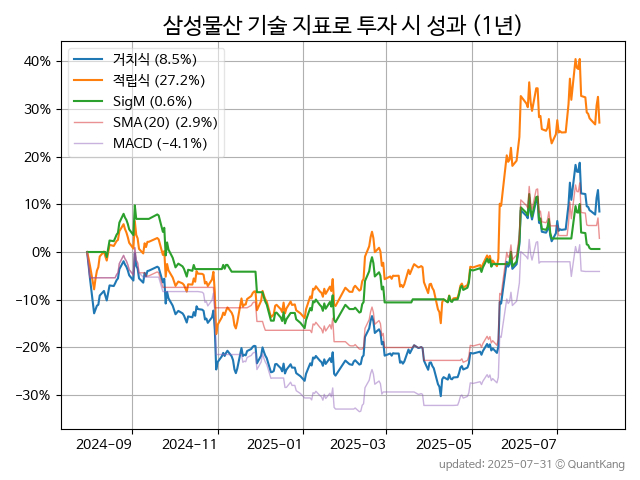 삼성물산 기술 지표로 투자 시 성과 (1년)
거치식 (8.5%)
적립식 (27.2%)
SigM (0.6%)
SMA(20) (2.9%)
MACD (−4.1%)
40%
30%
20%
10%
0%
−10%
−20%
−30%
2024-09 2024-11 2025-01 2025-03 2025-05 2025-07
updated: 2025-07-31 © QuantKang